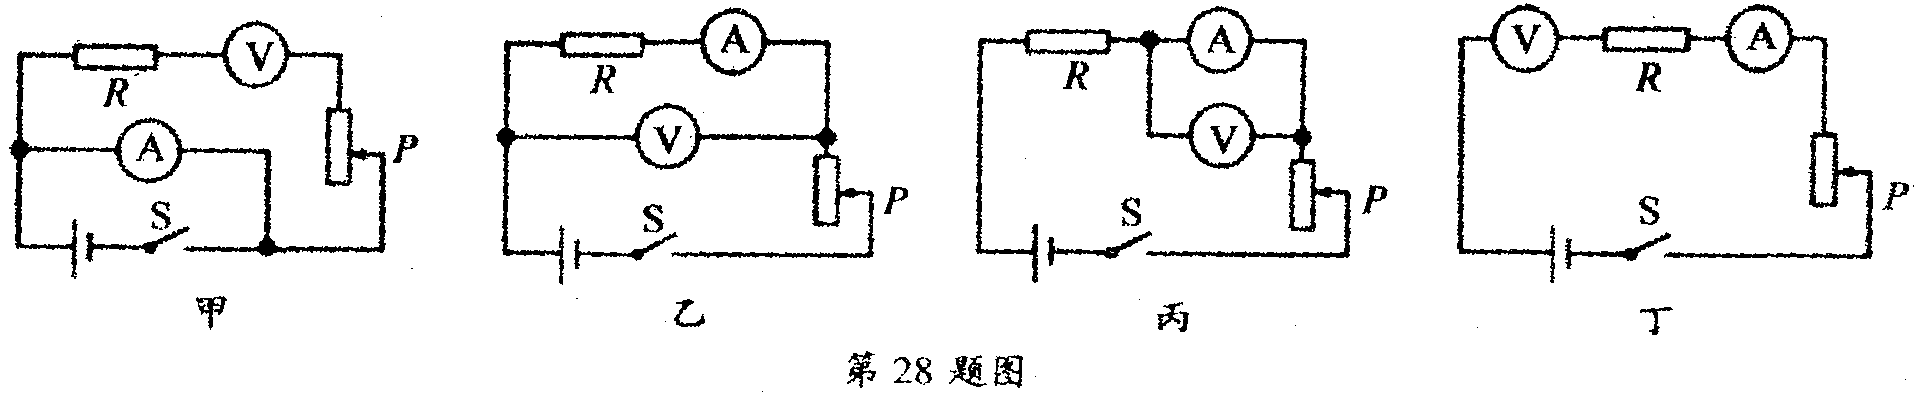 R V A P S 甲
R A V P S 乙
R A V P S 丙
V R A P S 丁
第 28 题图